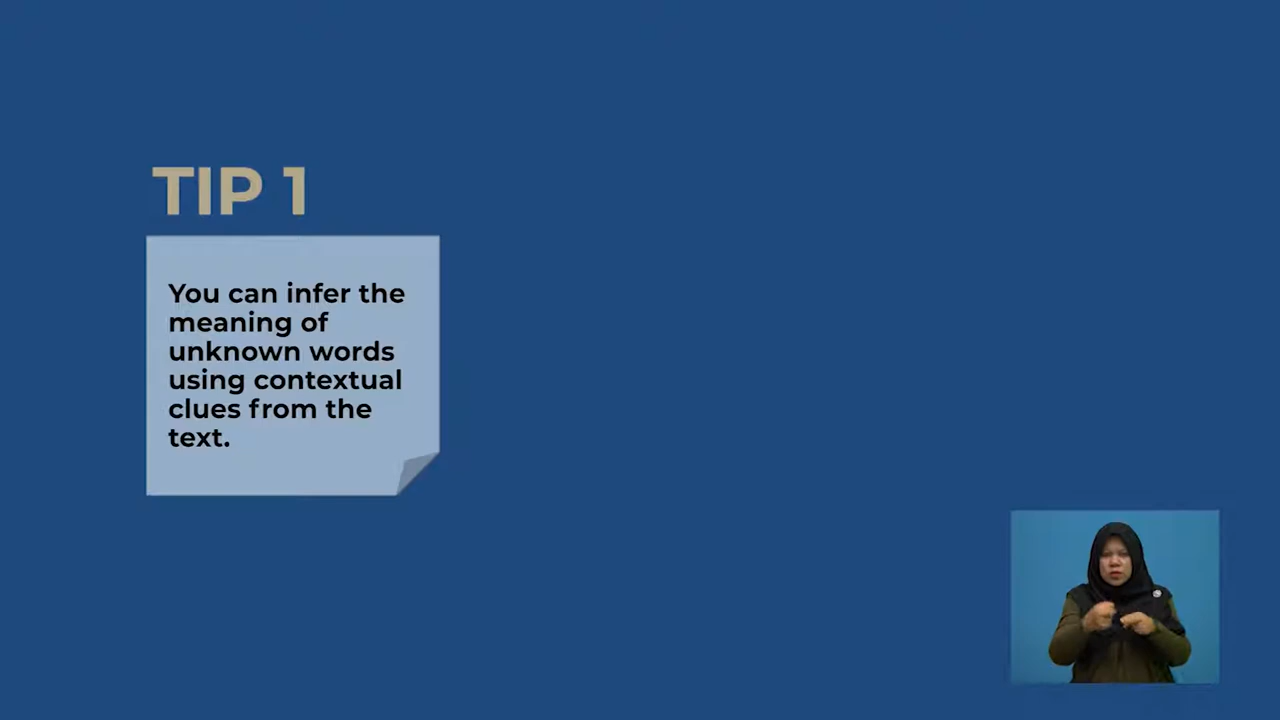 TIP 1
You can infer the
meaning of
unknown words
using contextual
clues from the
text.